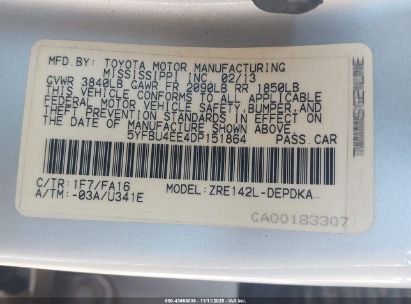 MFD.BY: TOYOTA MOTOR MANUFACTURING
MISSISSIPPI INC 02/13
GVWR 3840LB GAWR FR 2090LB RR 1850LB
THIS VEHICLE CONFORMS TO ALL APPLICABLE
FEDERAL MOTOR VEHICLE SAFETY, BUMPER, AND
THEFT PREVENTION STANDARDS IN EFFECT ON
THE DATE OF MANUFACTURE SHOWN ABOVE.
5YFBU4EE4DP151864 PASS.CAR
C/TR:1F7/FA16 MODEL:ZRE142L-DEPDKA
A/TM:-03A/U341E
CA00183307